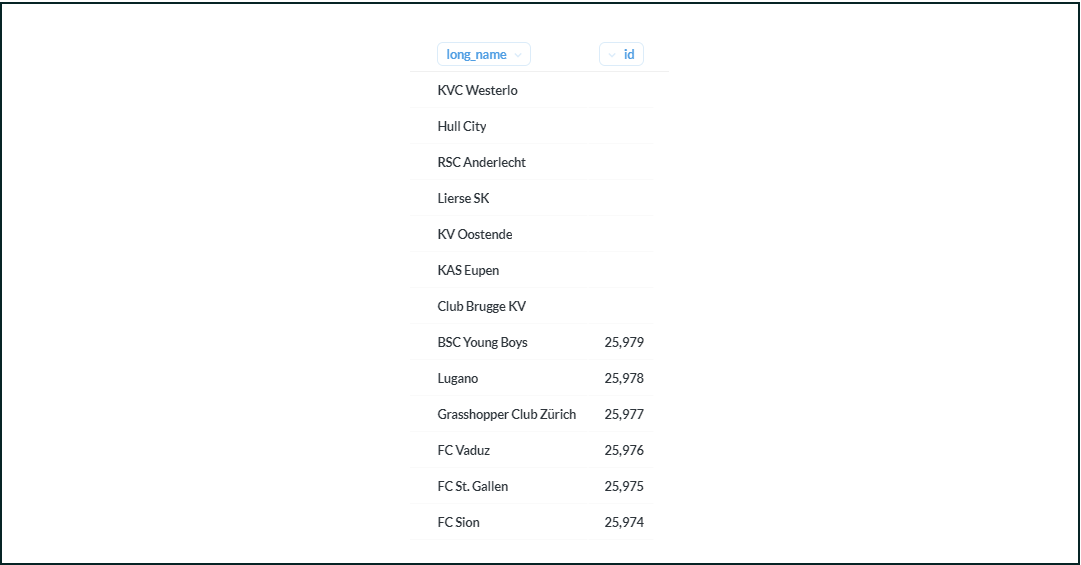 long_name id
KVC Westerlo
Hull City
RSC Anderlecht
Lierse SK
KV Oostende
KAS Eupen
Club Brugge KV
BSC Young Boys 25,979
Lugano 25,978
Grasshopper Club Zürich 25,977
FC Vaduz 25,976
FC St. Gallen 25,975
FC Sion 25,974